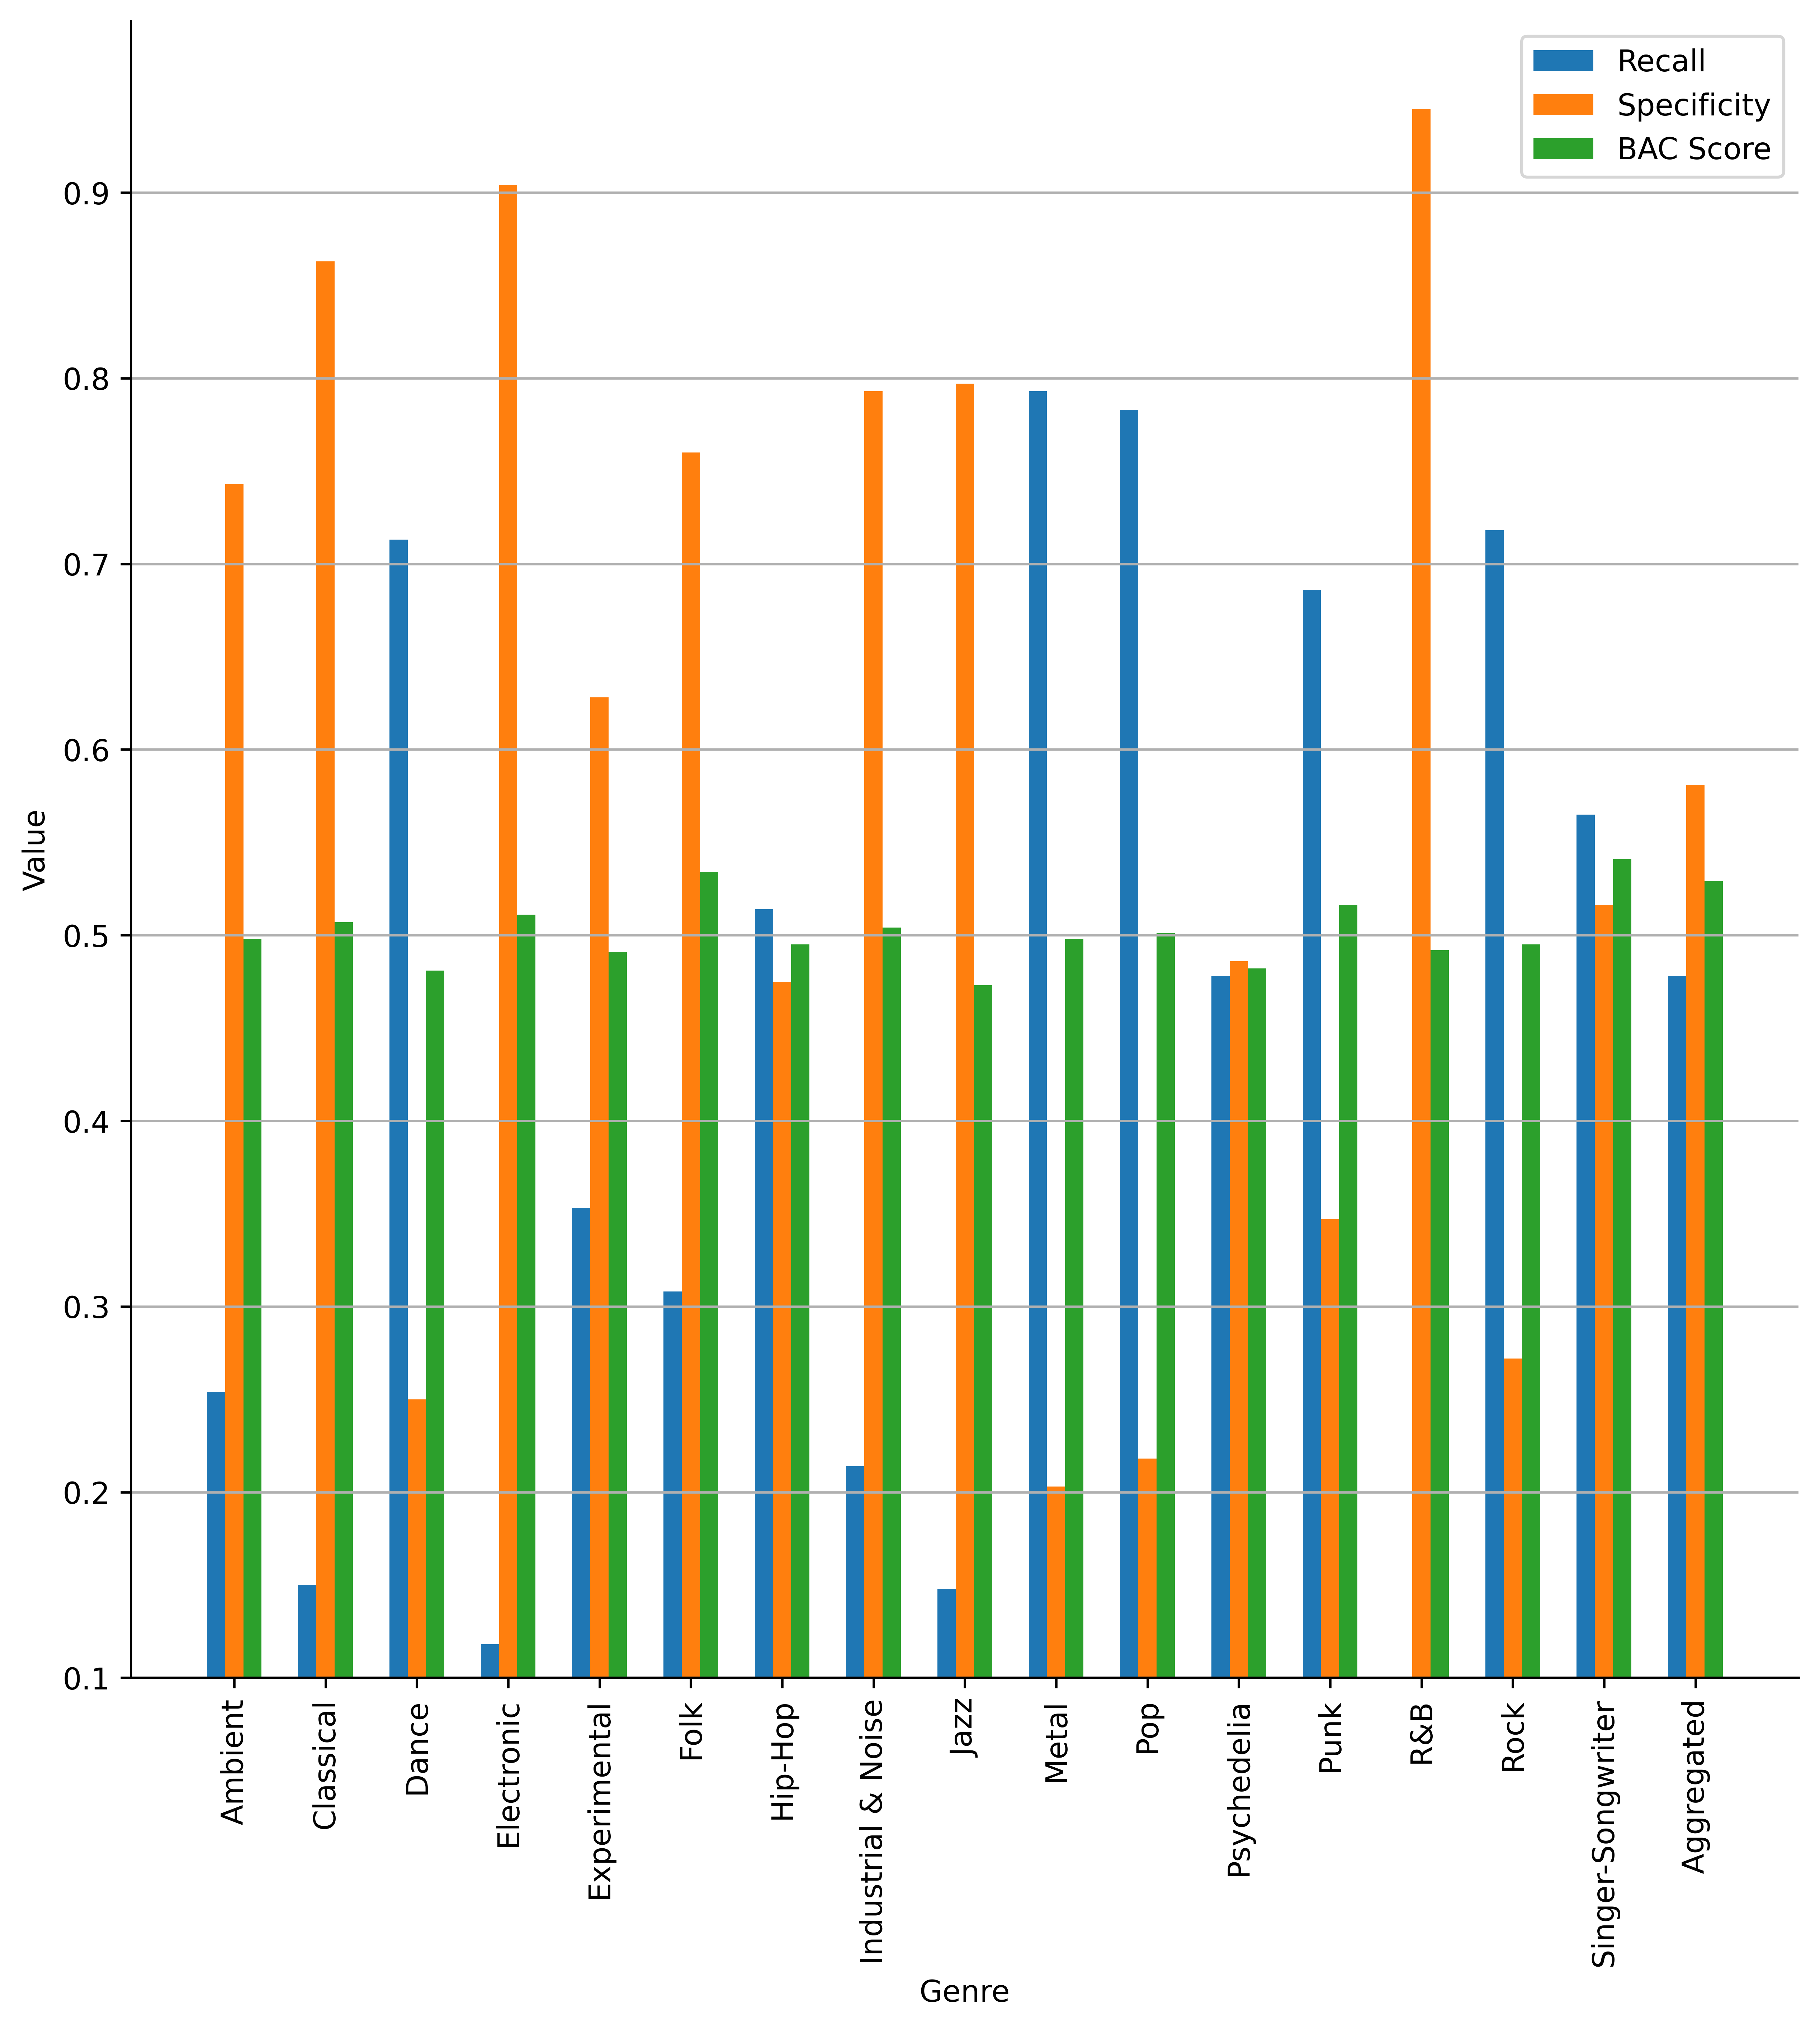 Recall
Specificity
BAC Score
0.9
0.8
0.7
0.6
0.5
0.4
0.3
0.2
0.1
Value
Ambient
Classical
Dance
Electronic
Experimental
Folk
Hip-Hop
Industrial & Noise
Jazz
Metal
Pop
Psychedelia
Punk
R&B
Rock
Singer-Songwriter
Aggregated
Genre